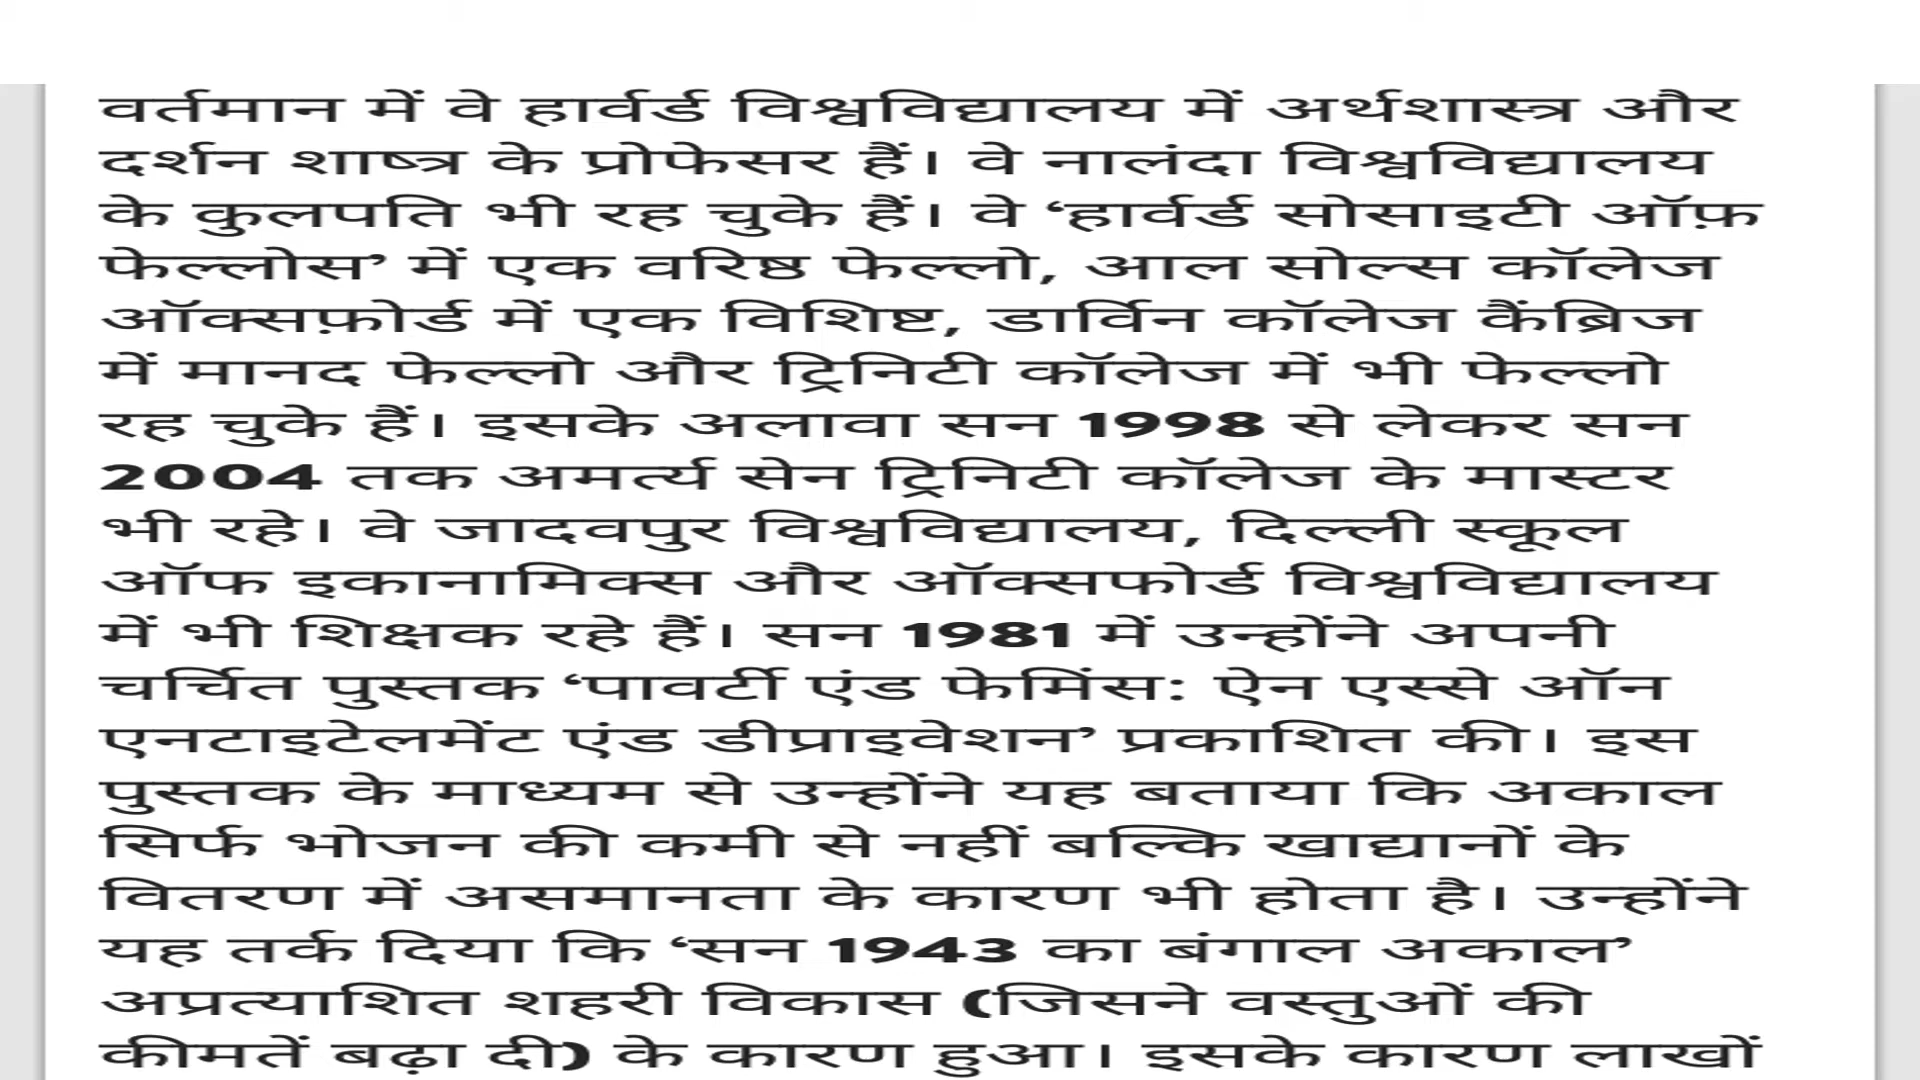 वर्तमान में वे हार्वर्ड विश्वविद्यालय में अर्थशास्त्र और
दर्शन शाष्त्र के प्रोफेसर हैं। वे नालंदा विश्वविद्यालय
के कुलपति भी रह चुके हैं। वे ‘हार्वर्ड सोसाइटी ऑफ़
फेल्लोस’ में एक वरिष्ठ फेल्लो, आल सोल्स कॉलेज
ऑक्सफ़ोर्ड में एक विशिष्ट, डार्विन कॉलेज कैंब्रिज
में मानद फेल्लो और ट्रिनिटी कॉलेज में भी फेल्लो
रह चुके हैं। इसके अलावा सन 1998 से लेकर सन
2004 तक अमर्त्य सेन ट्रिनिटी कॉलेज के मास्टर
भी रहे। वे जादवपुर विश्वविद्यालय, दिल्ली स्कूल
ऑफ इकानामिक्स और ऑक्सफोर्ड विश्वविद्यालय
में भी शिक्षक रहे हैं। सन 1981 में उन्होंने अपनी
चर्चित पुस्तक ‘पावर्टी एंड फेमिंस: ऐन एस्से ऑन
एनटाइटेलमेंट एंड डीप्राइवेशन’ प्रकाशित की। इस
पुस्तक के माध्यम से उन्होंने यह बताया कि अकाल
सिर्फ भोजन की कमी से नहीं बल्कि खाद्यानों के
वितरण में असमानता के कारण भी होता है। उन्होंने
यह तर्क दिया कि ‘सन 1943 का बंगाल अकाल’
अप्रत्याशित शहरी विकास (जिसने वस्तुओं की
कीमतें बढ़ा दी) के कारण हुआ। इसके कारण लाखों